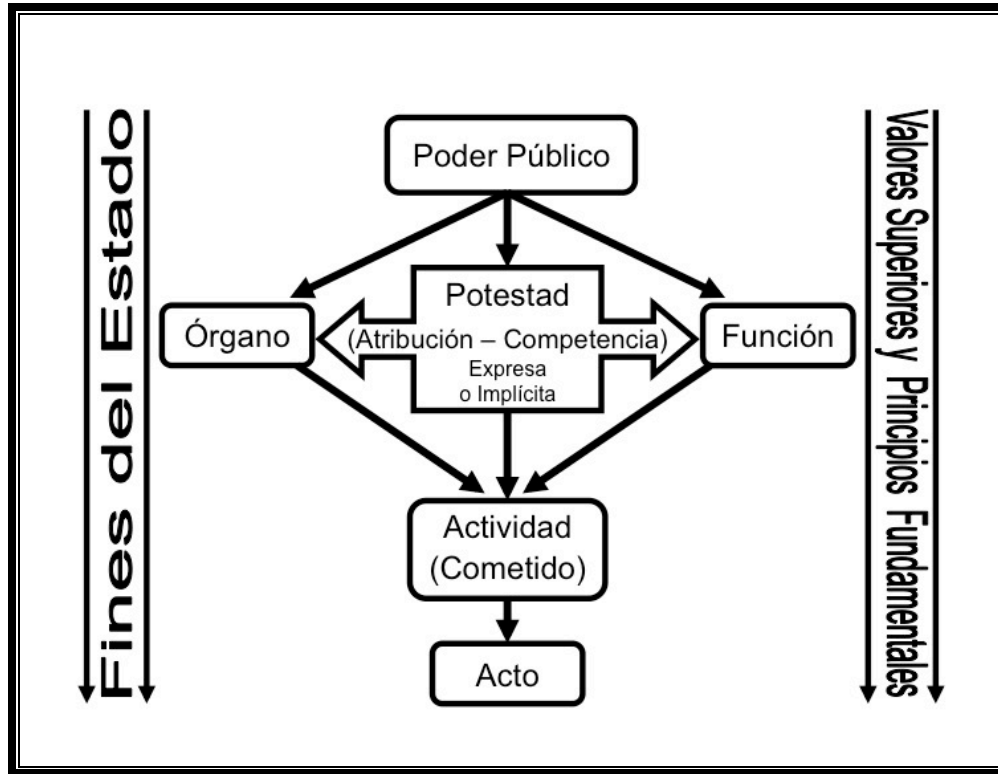 Fines del Estado
Poder Público
Potestad
(Atribución – Competencia)
Expresa
o Implícita
Órgano
Función
Actividad
(Cometido)
Acto
Valores Superiores y Principios Fundamentales